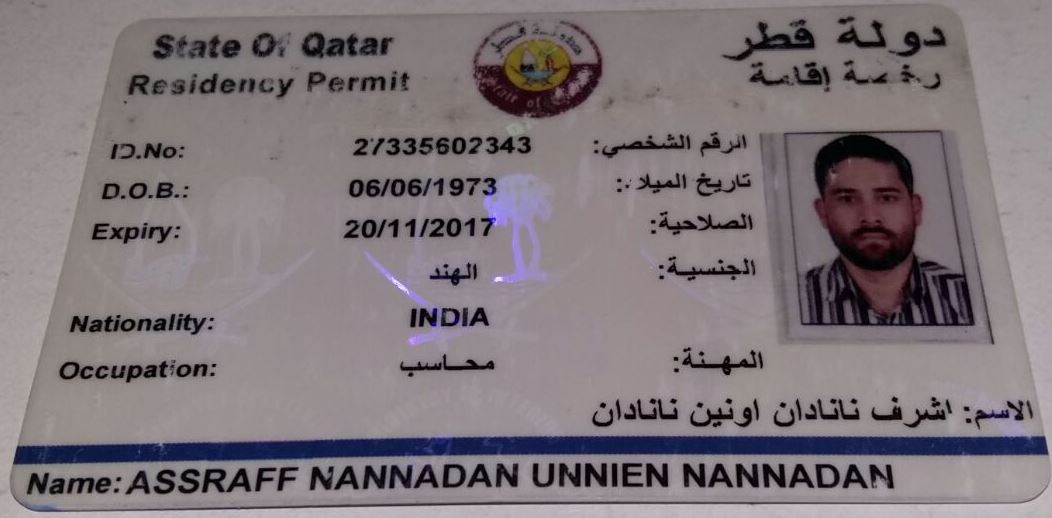 State Of Qatar دولة قطر
Residency Permit رخصة إقامة
ID.No: 27335602343 الرقم الشخصي:
D.O.B.: 06/06/1973 تاريخ الميلاد:
Expiry: 20/11/2017 الصلاحية:
الهند الجنسية:
Nationality: INDIA
Occupation: محاسب المهنة:
الاسم: اشرف نانادان اونين نانادان
Name: ASSRAFF NANNADAN UNNIEN NANNADAN